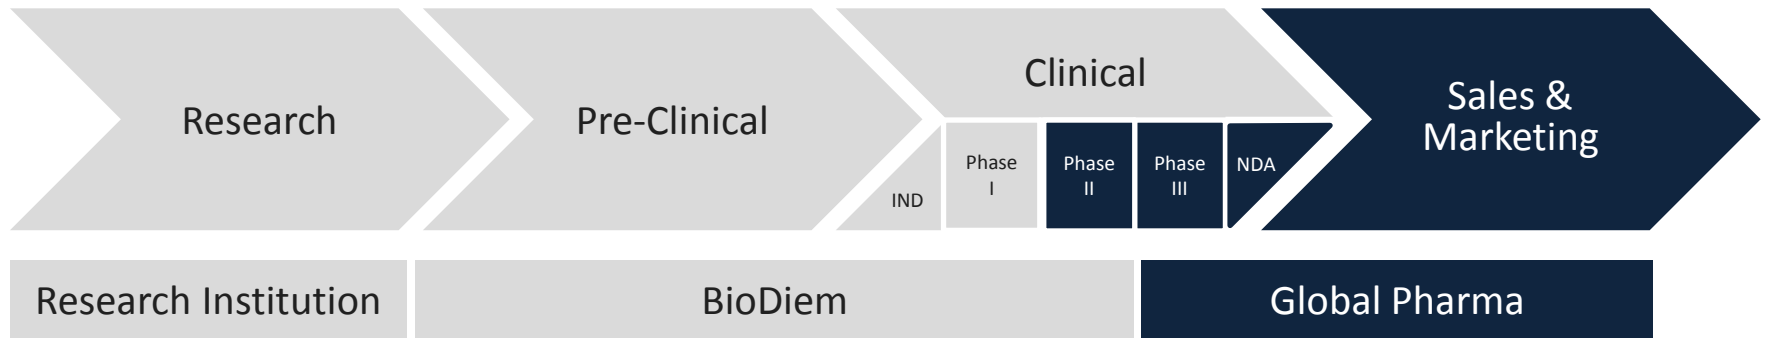 Research
Pre-Clinical
Clinical
IND
Phase
I
Phase
II
Phase
III
NDA
Sales &
Marketing
Research Institution
BioDiem
Global Pharma